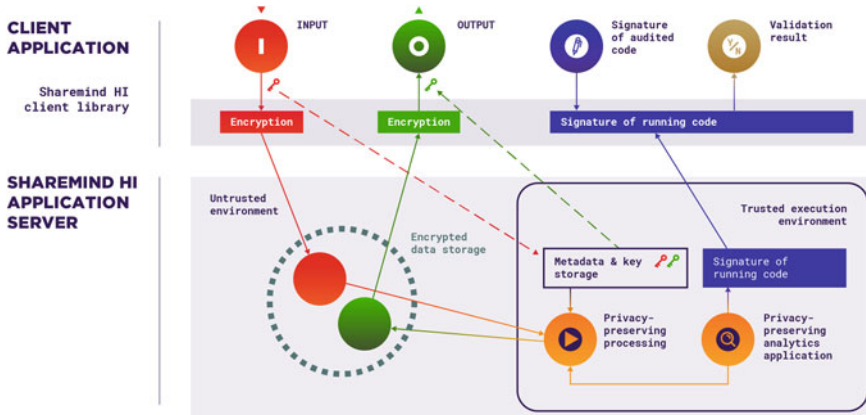 CLIENT
APPLICATION
INPUT
OUTPUT
Signature
of audited
code
Validation
result
I
O
Y/N
Sharemind HI
client library
Encryption
Encryption
Signature of running code
SHAREMIND HI
APPLICATION
SERVER
Untrusted
environment
Trusted execution
environment
Encrypted
data storage
Metadata & key
storage
Signature of
running code
Privacy-
preserving
processing
Privacy-
preserving
analytics
application